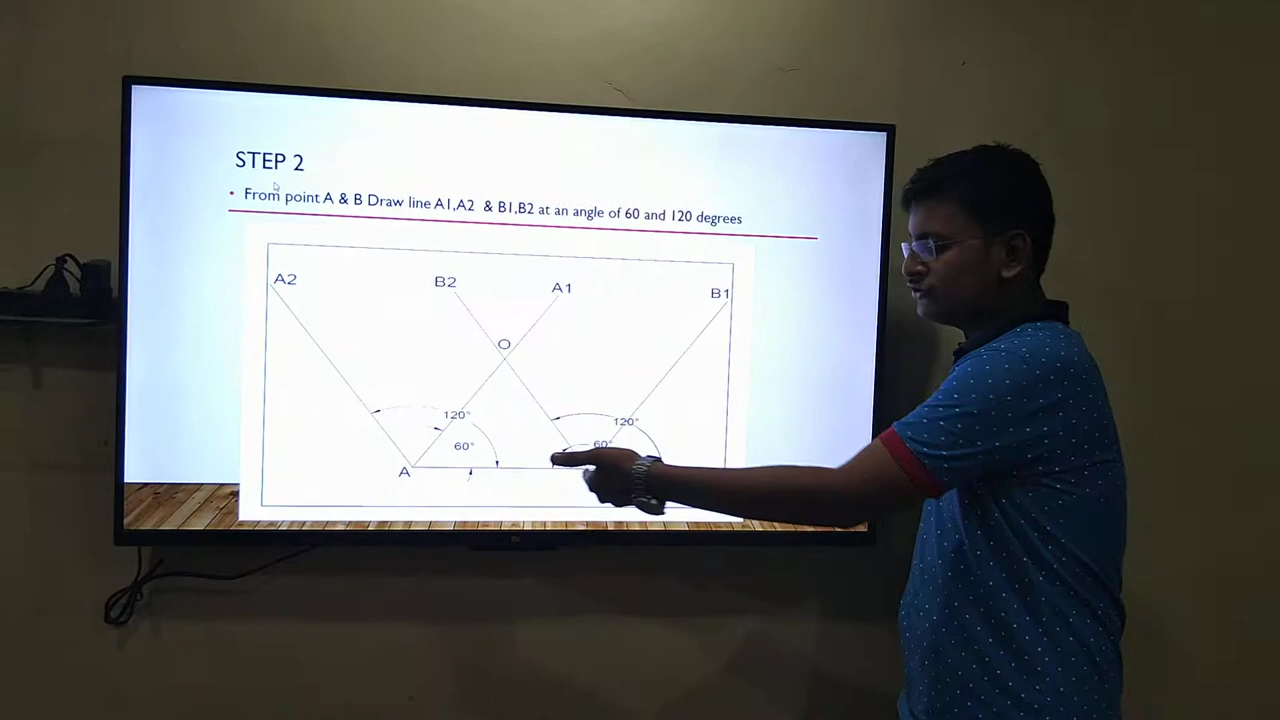 STEP 2
• From point A & B Draw line A1,A2 & B1,B2 at an angle of 60 and 120 degrees
A2
B2
A1
B1
O
120°
120°
60°
60°
A